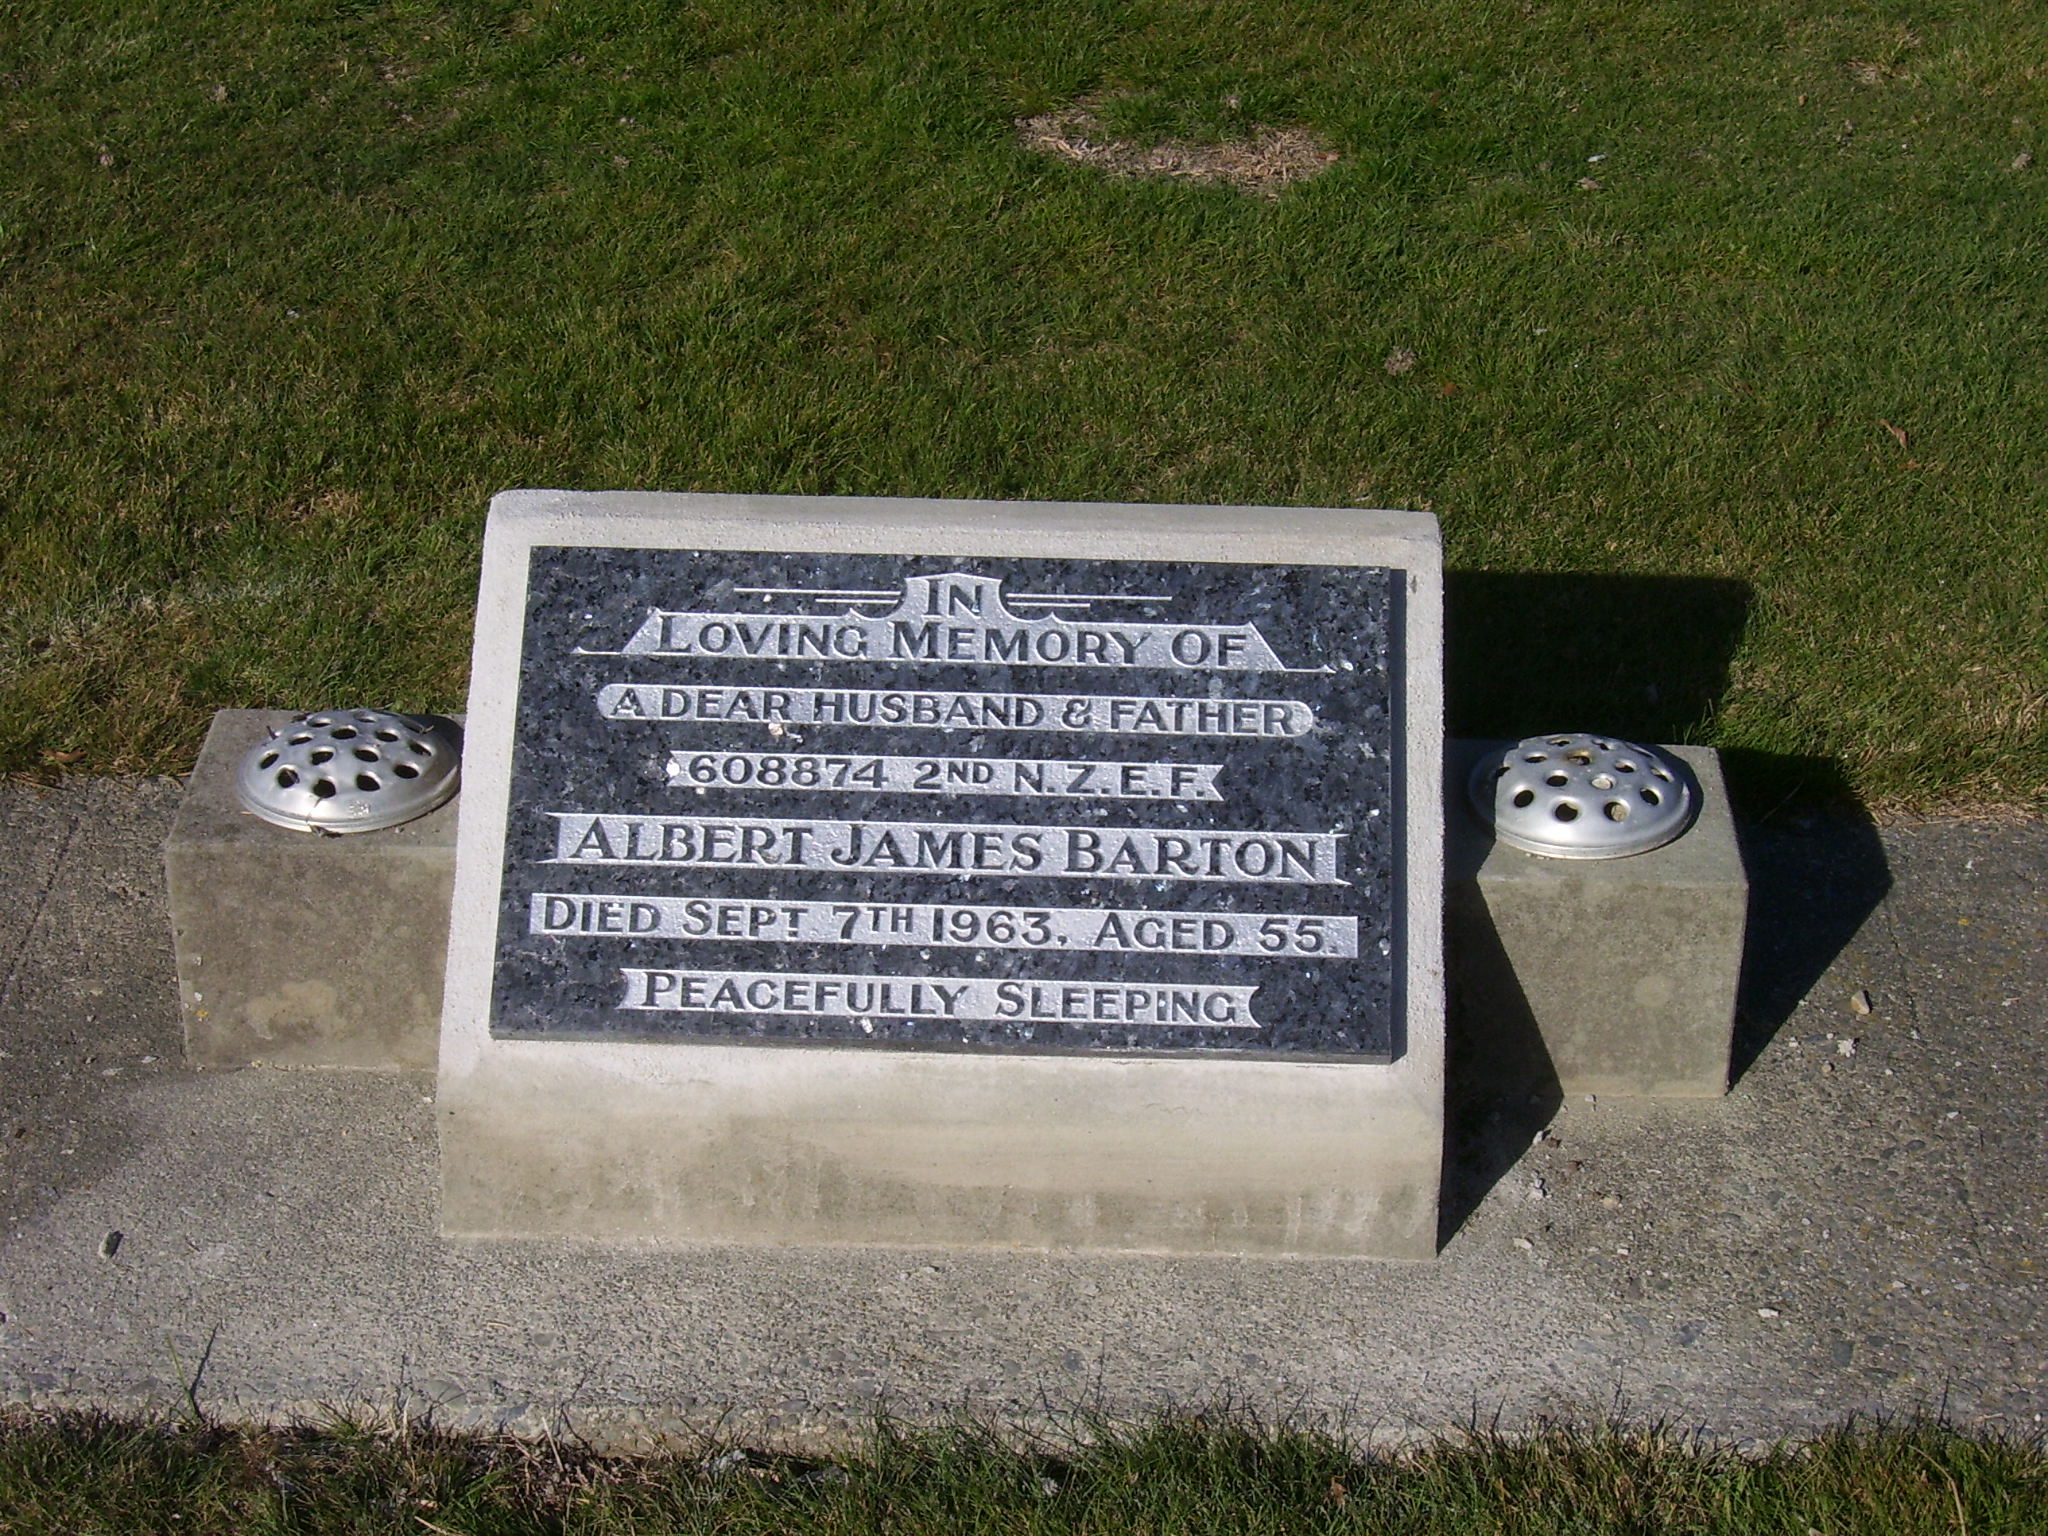 IN
LOVING MEMORY OF
A DEAR HUSBAND & FATHER
608874 2ND N.Z.E.F.
ALBERT JAMES BARTON
DIED SEPT. 7TH 1963, AGED 55.
PEACEFULLY SLEEPING